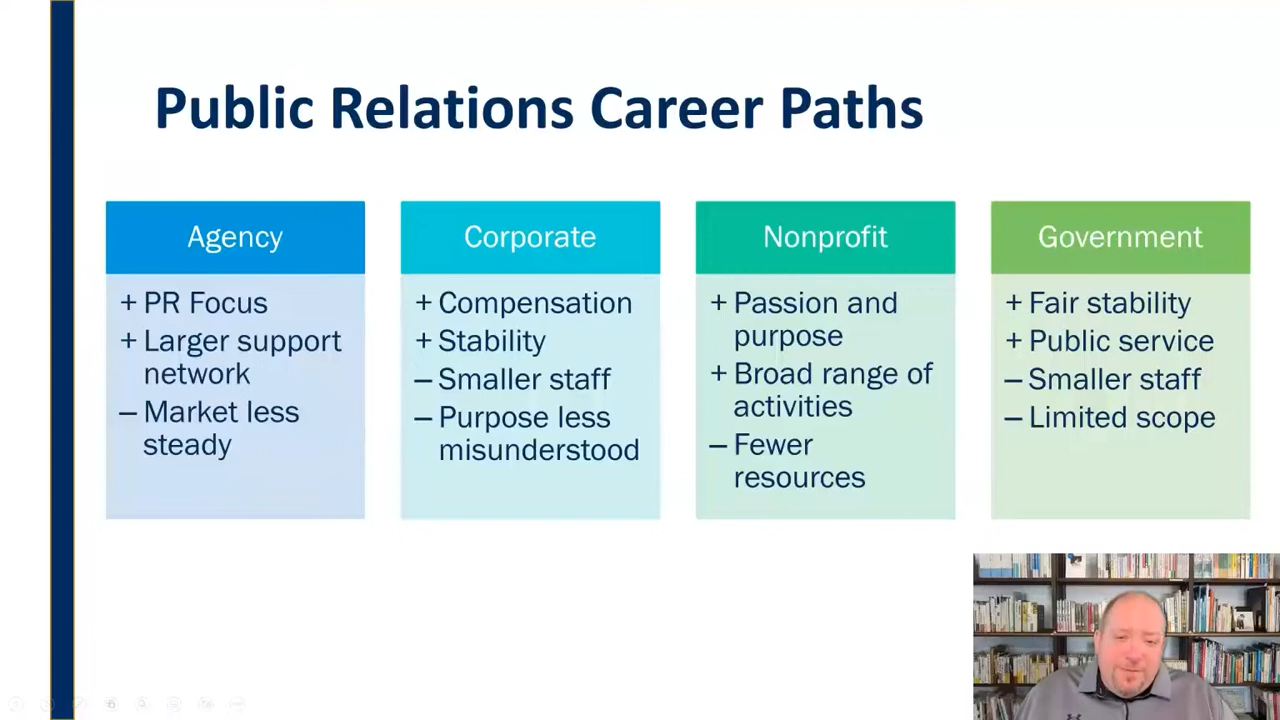 Public Relations Career Paths
Agency
+ PR Focus
+ Larger support
network
– Market less
steady
Corporate
+ Compensation
+ Stability
– Smaller staff
– Purpose less
misunderstood
Nonprofit
+ Passion and
purpose
+ Broad range of
activities
– Fewer
resources
Government
+ Fair stability
+ Public service
– Smaller staff
– Limited scope